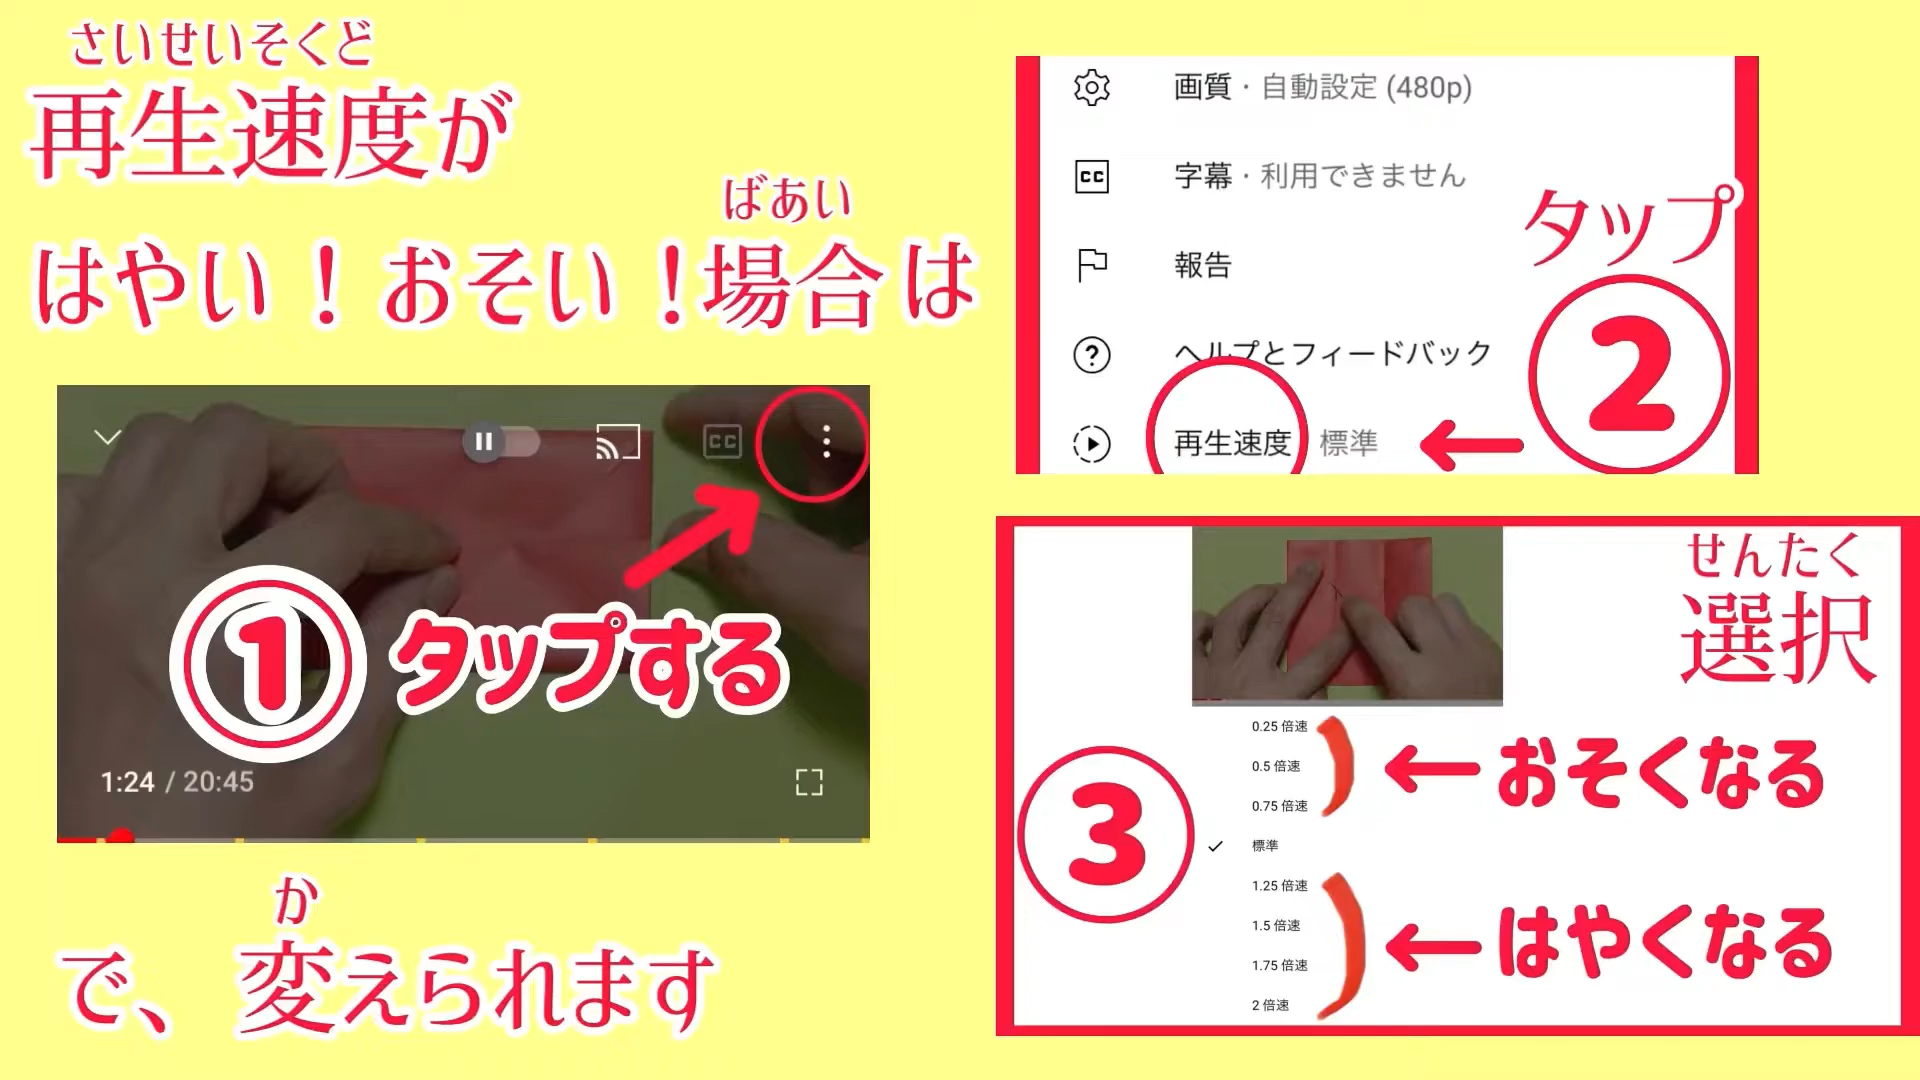 さいせいそくど
再生速度が
ばあい
はやい！おそい！場合は
CC
① タップする
1:24 / 20:45
か
で、変えられます
画質・自動設定 (480p)
CC 字幕・利用できません
報告
? ヘルプとフィードバック
再生速度 標準
タップ
②
←
せんたく
選択
③
0.25 倍速
0.5 倍速
0.75 倍速
←おそくなる
✓ 標準
1.25 倍速
1.5 倍速
1.75 倍速
2 倍速
←はやくなる